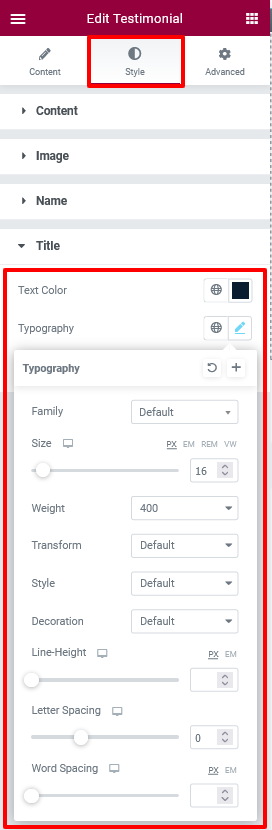 Edit Testimonial
Content Style Advanced
Content
Image
Name
Title
Text Color
Typography
Typography
Family Default
Size PX EM REM VW
16
Weight 400
Transform Default
Style Default
Decoration Default
Line-Height PX EM
Letter Spacing
0
Word Spacing PX EM